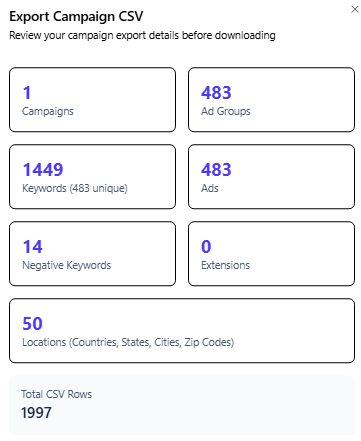 Export Campaign CSV
Review your campaign export details before downloading
1
Campaigns
483
Ad Groups
1449
Keywords (483 unique)
483
Ads
14
Negative Keywords
0
Extensions
50
Locations (Countries, States, Cities, Zip Codes)
Total CSV Rows
1997